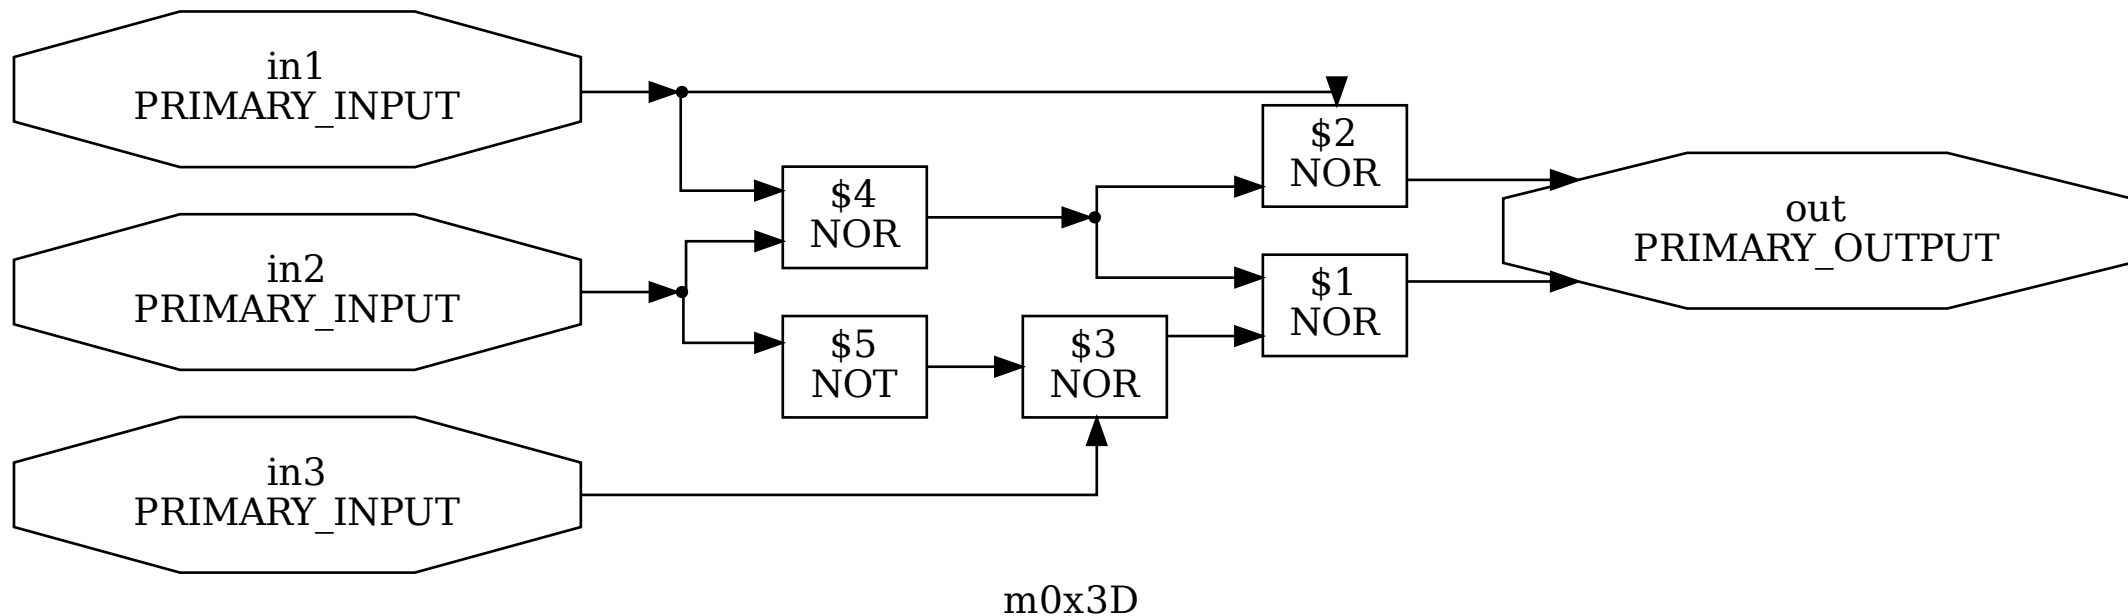 in1
PRIMARY_INPUT
in2
PRIMARY_INPUT
in3
PRIMARY_INPUT
$4
NOR
$5
NOT
$3
NOR
$2
NOR
$1
NOR
out
PRIMARY_OUTPUT
m0x3D